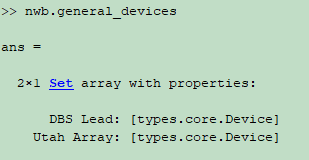 >> nwb.general_devices
ans =
2×1 Set array with properties:
DBS Lead: [types.core.Device]
Utah Array: [types.core.Device]